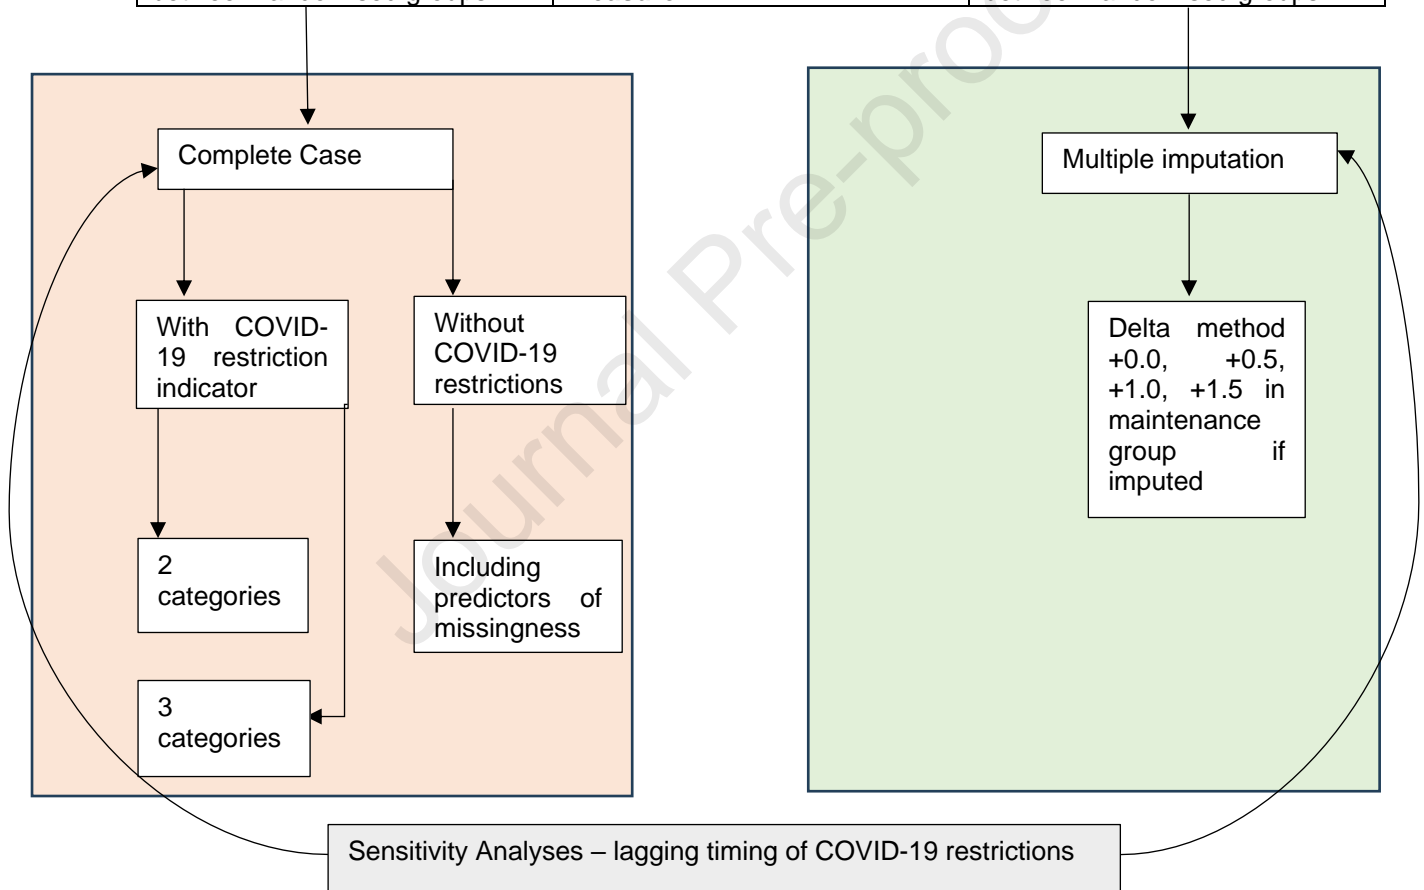 Complete Case
Multiple imputation
With COVID-
19 restriction
indicator
Without
COVID-19
restrictions
Delta method
+0.0, +0.5,
+1.0, +1.5 in
maintenance
group if
imputed
2
categories
Including
predictors of
missingness
3
categories
Sensitivity Analyses – lagging timing of COVID-19 restrictions
Journal Pre-proo